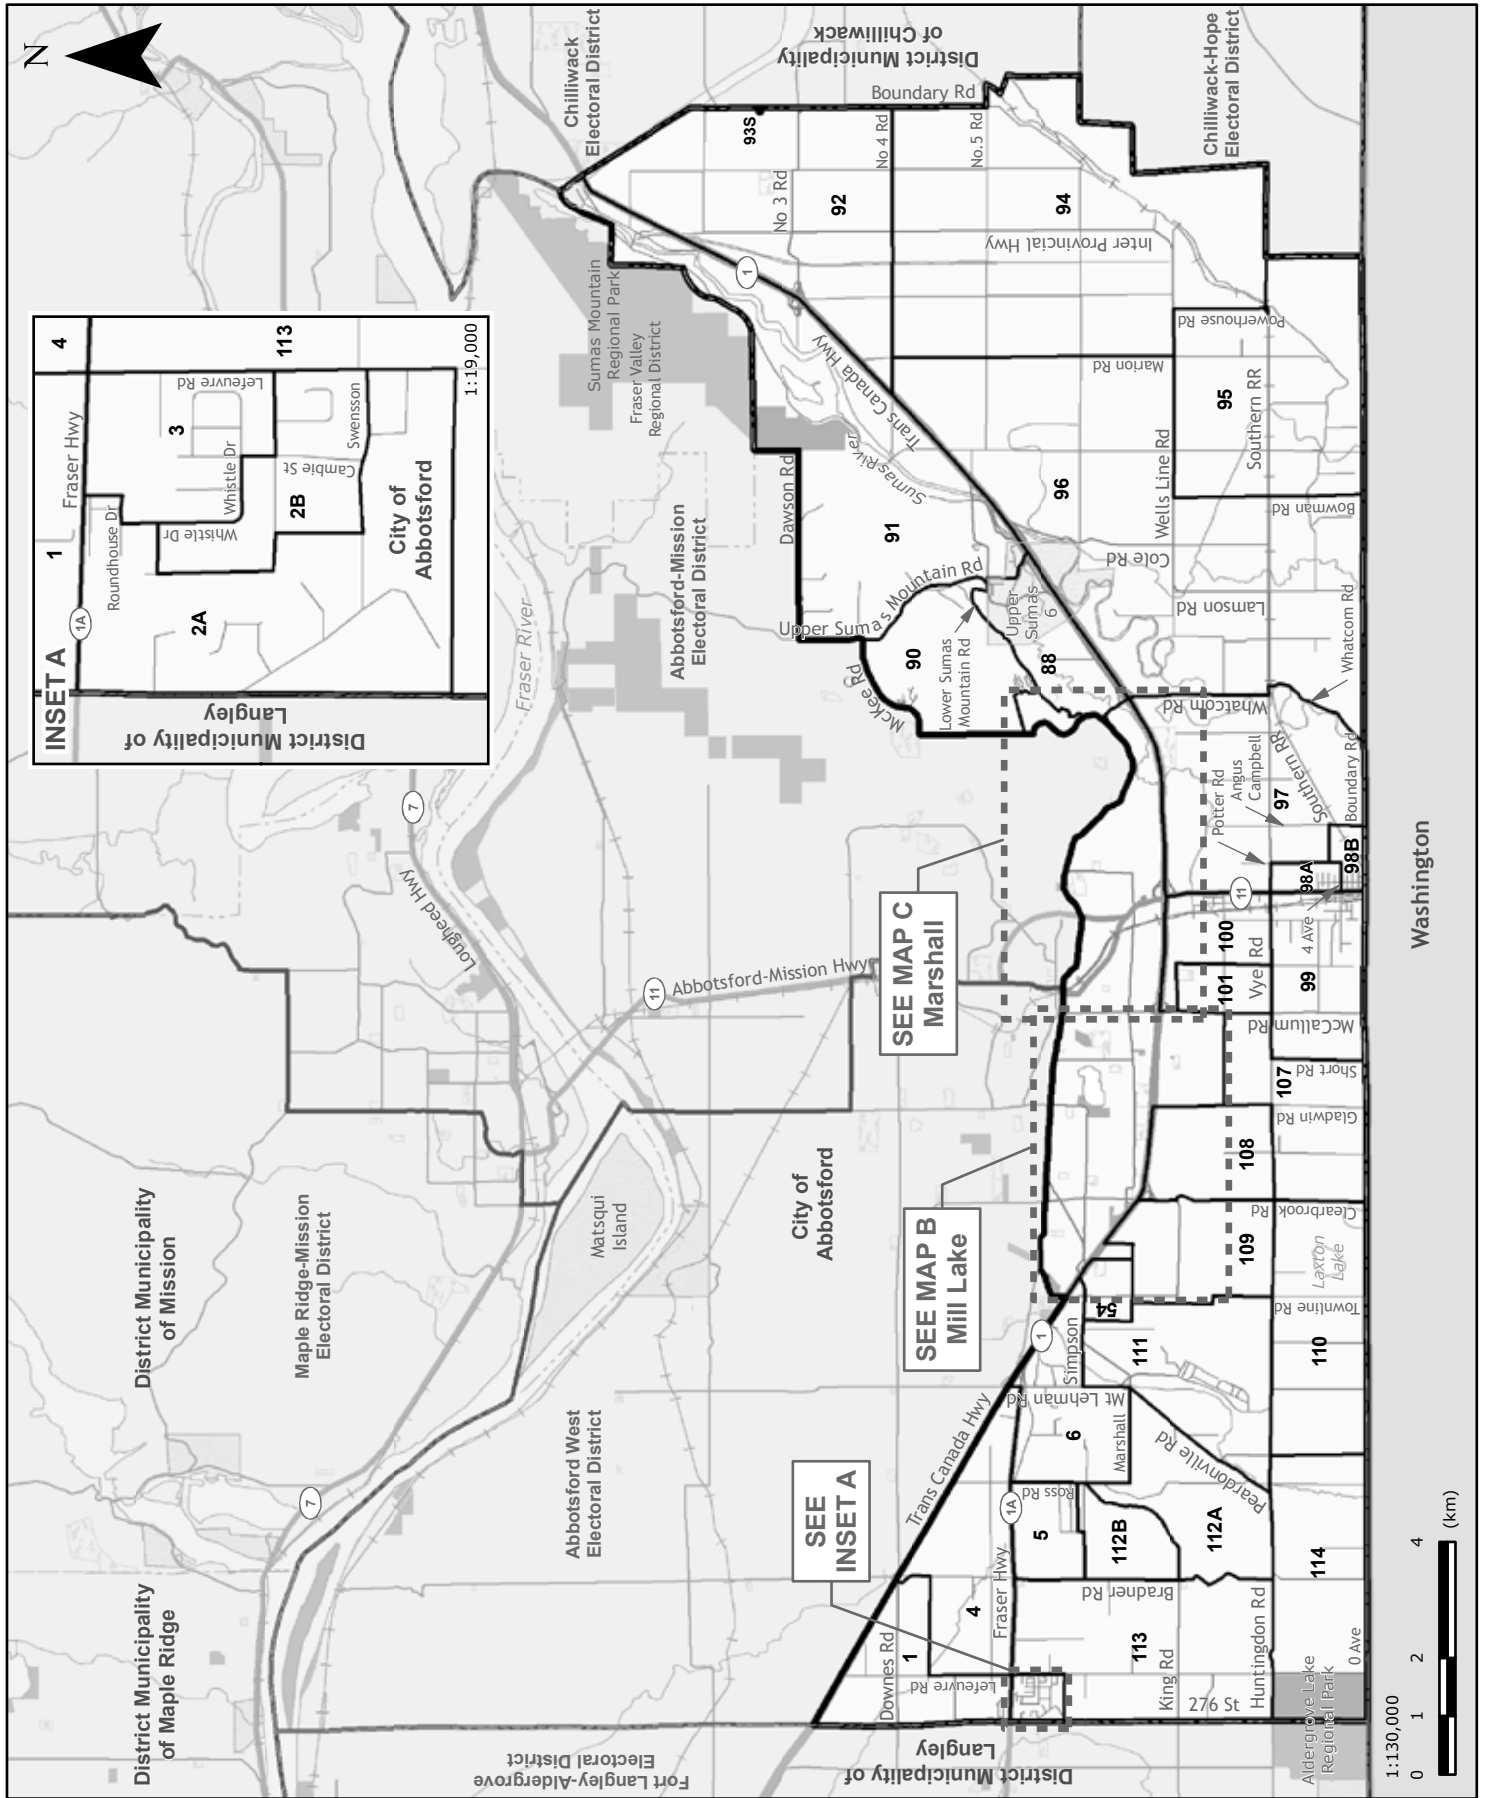 N
INSET A
District Municipality of
Langley
1A
1
Fraser Hwy
4
Roundhouse Dr
2A
Whistle Dr
Whistle Dr
3
Lefeuvre Rd
113
2B
Cambie St
Swensson
City of
Abbotsford
1:19,000
District Municipality
of Maple Ridge
District Municipality
of Mission
Maple Ridge-Mission
Electoral District
7
7
Lougheed Hwy
Fraser River
Matsqui
Island
11
Abbotsford-Mission Hwy
Abbotsford West
Electoral District
City of
Abbotsford
Abbotsford-Mission
Electoral District
Sumas Mountain
Regional Park
Fraser Valley
Regional District
Chilliwack
Electoral District
District Municipality
of Chilliwack
Chilliwack-Hope
Electoral District
Fort Langley-Aldergrove
Electoral District
District Municipality of
Langley
SEE
INSET A
SEE MAP B
Mill Lake
SEE MAP C
Marshall
Trans Canada Hwy
1
Downes Rd
1
Lefeuvre Rd
4
Fraser Hwy
1A
5
Ross Rd
6
Mt Lehman Rd
Marshall
Simpson
54
111
112B
112A
Peardonville Rd
Bradner Rd
113
King Rd
276 St
Huntingdon Rd
114
0 Ave
Aldergrove Lake
Regional Park
110
Townline Rd
Laxton
Lake
109
Clearbrook Rd
108
Gladwin Rd
107
Short Rd
McCallum Rd
101
Vye Rd
100
99
4 Ave
11
98A
98B
Potter Rd
Angus
Campbell
97
Southern RR
Boundary Rd
Whatcom Rd
Whatcom Rd
88
90
McKee Rd
Lower Sumas
Mountain Rd
Upper Sumas Mountain Rd
Upper
Sumas
6
Dawson Rd
91
Sumas River
Trans Canada Hwy
1
Lamson Rd
Cole Rd
Wells Line Rd
96
Bowman Rd
95
Southern RR
Marion Rd
Powerhouse Rd
Inter Provincial Hwy
94
92
No 3 Rd
No 4 Rd
No.5 Rd
93S
Boundary Rd
Washington
1:130,000
0
1
2
4
(km)